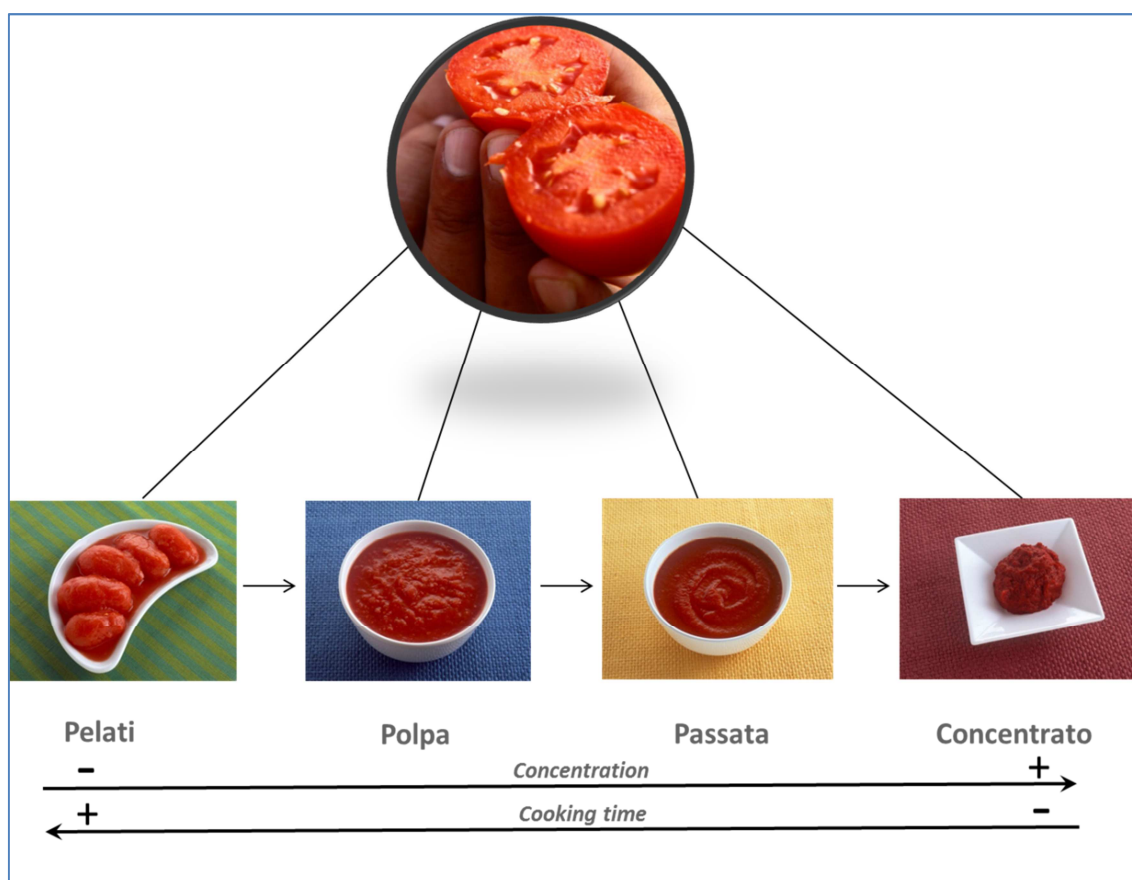 Pelati
Polpa
Passata
Concentrato
- Concentration +
+ Cooking time -